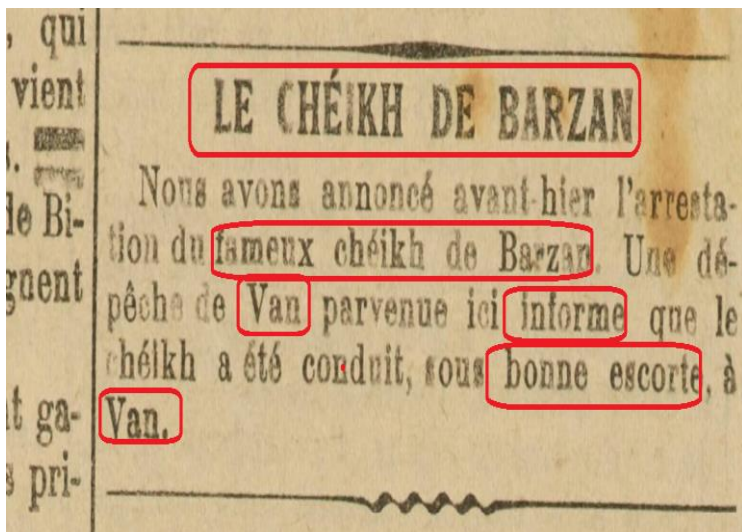 , qui
vient
s.
de Bi-
gnent
t ga-
s pri-
LE CHÉIKH DE BARZAN
Nous avons annoncé avant-hier l'arresta-
tion du fameux chéikh de Barzan. Une dé-
pêche de Van parvenue ici informe que le
chéikh a été conduit, sous bonne escorte, à
Van.